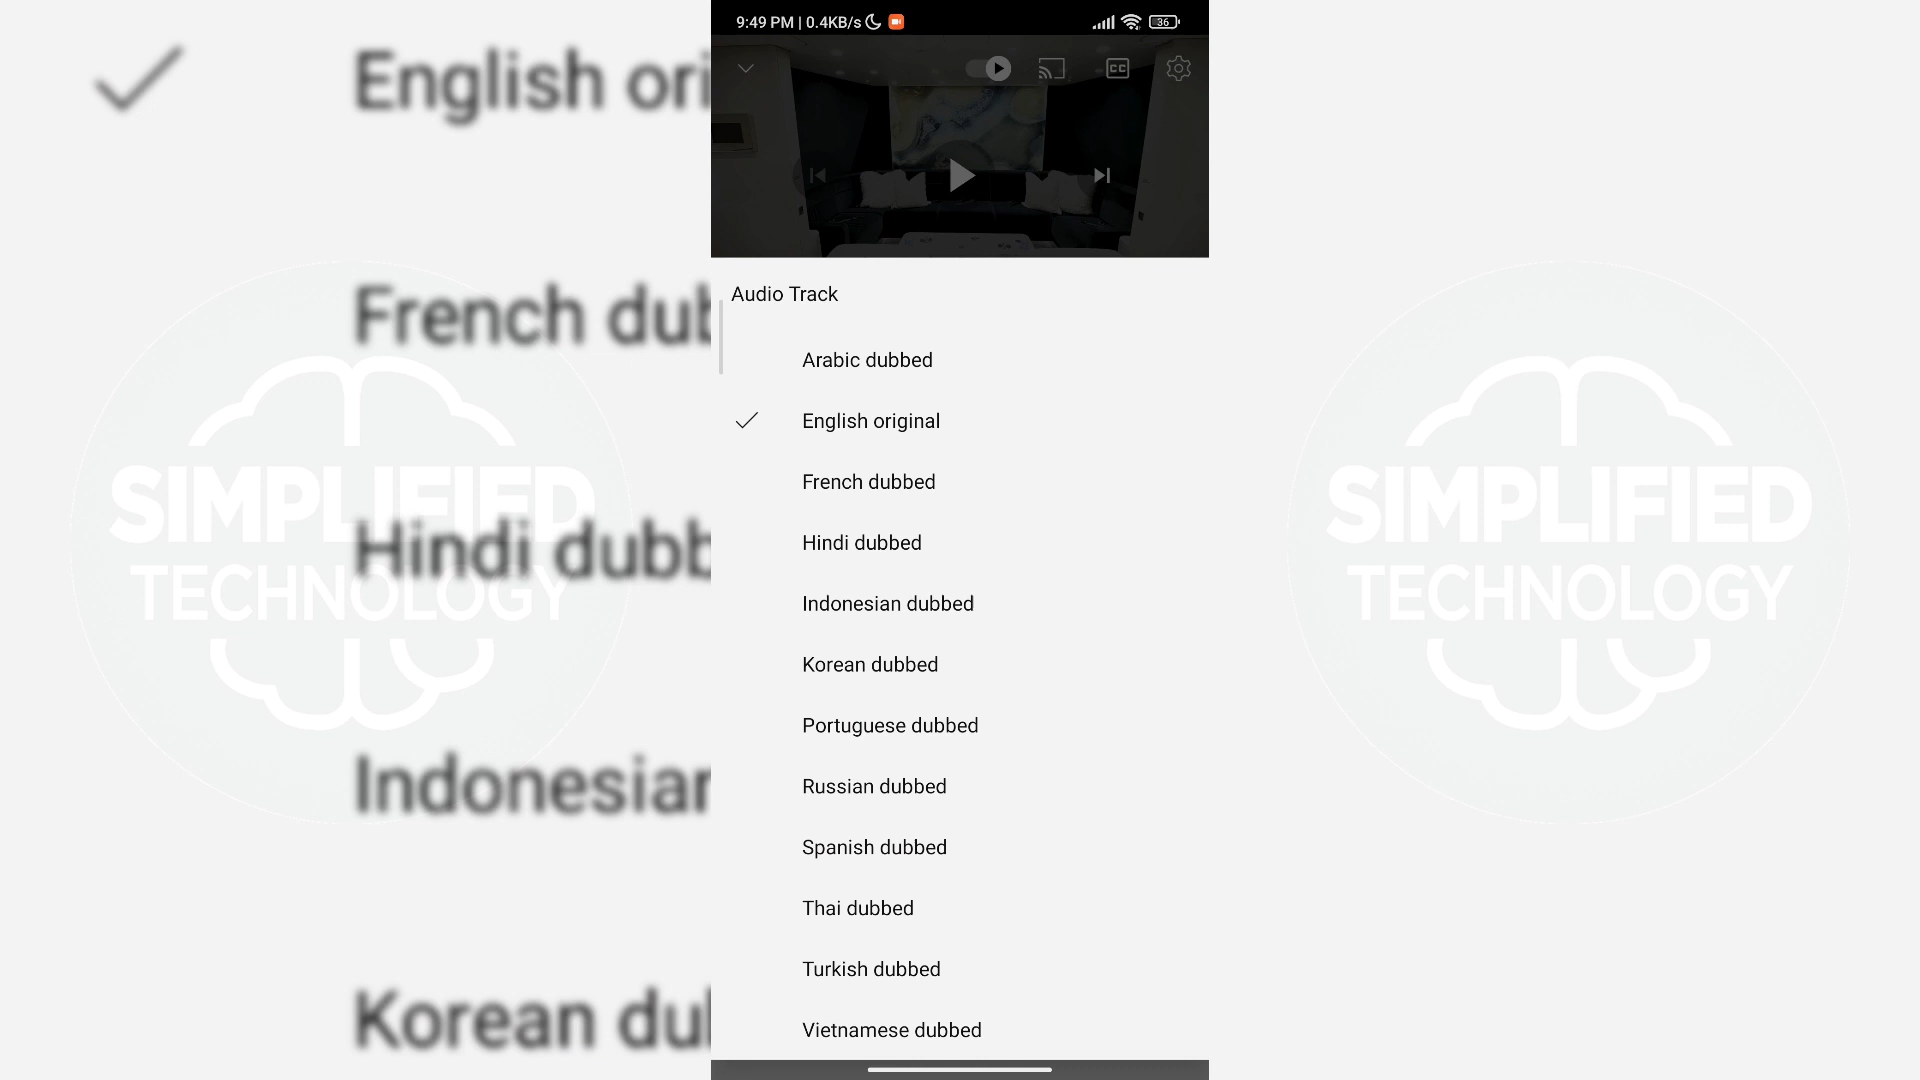 9:49 PM | 0.4KB/s
36
CC
Audio Track
Arabic dubbed
English original
French dubbed
Hindi dubbed
Indonesian dubbed
Korean dubbed
Portuguese dubbed
Russian dubbed
Spanish dubbed
Thai dubbed
Turkish dubbed
Vietnamese dubbed
English ori
French dub
Hindi dubb
Indonesian
Korean du
SIMPLIFIED
TECHNOLOGY
SIMPLIFIED
TECHNOLOGY